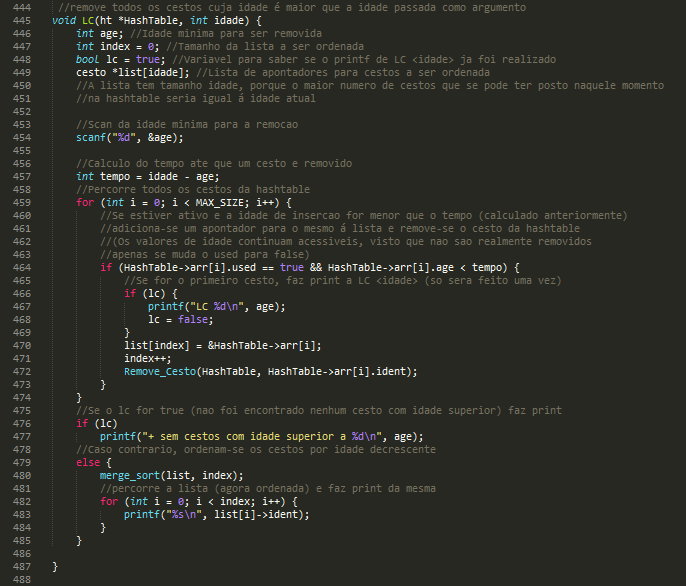 444 //remove todos os cestos cuja idade é maior que a idade passada como argumento
445 void LC(ht *HashTable, int idade) {
446 int age; //Idade minima para ser removida
447 int index = 0; //Tamanho da lista a ser ordenada
448 bool lc = true; //Variavel para saber se o printf de LC <idade> ja foi realizado
449 cesto *list[idade]; //Lista de apontadores para cestos a ser ordenada
450 //A lista tem tamanho idade, porque o maior numero de cestos que se pode ter posto naquele momento
451 //na hashtable seria igual á idade atual
452
453 //Scan da idade minima para a remocao
454 scanf("%d", &age);
455
456 //Calculo do tempo ate que um cesto e removido
457 int tempo = idade - age;
458 //Percorre todos os cestos da hashtable
459 for (int i = 0; i < MAX_SIZE; i++) {
460 //Se estiver ativo e a idade de insercao for menor que o tempo (calculado anteriormente)
461 //adiciona-se um apontador para o mesmo á lista e remove-se o cesto da hashtable
462 //(Os valores de idade continuam acessiveis, visto que nao sao realmente removidos
463 //apenas se muda o used para false)
464 if (HashTable->arr[i].used == true && HashTable->arr[i].age < tempo) {
465 //Se for o primeiro cesto, faz print a LC <idade> (so sera feito uma vez)
466 if (lc) {
467 printf("LC %d\n", age);
468 lc = false;
469 }
470 list[index] = &HashTable->arr[i];
471 index++;
472 Remove_Cesto(HashTable, HashTable->arr[i].ident);
473 }
474 }
475 //Se o lc for true (nao foi encontrado nenhum cesto com idade superior) faz print
476 if (lc)
477 printf("+ sem cestos com idade superior a %d\n", age);
478 //Caso contrario, ordenam-se os cestos por idade decrescente
479 else {
480 merge_sort(list, index);
481 //percorre a lista (agora ordenada) e faz print da mesma
482 for (int i = 0; i < index; i++) {
483 printf("%s\n", list[i]->ident);
484 }
485 }
486
487 }
488